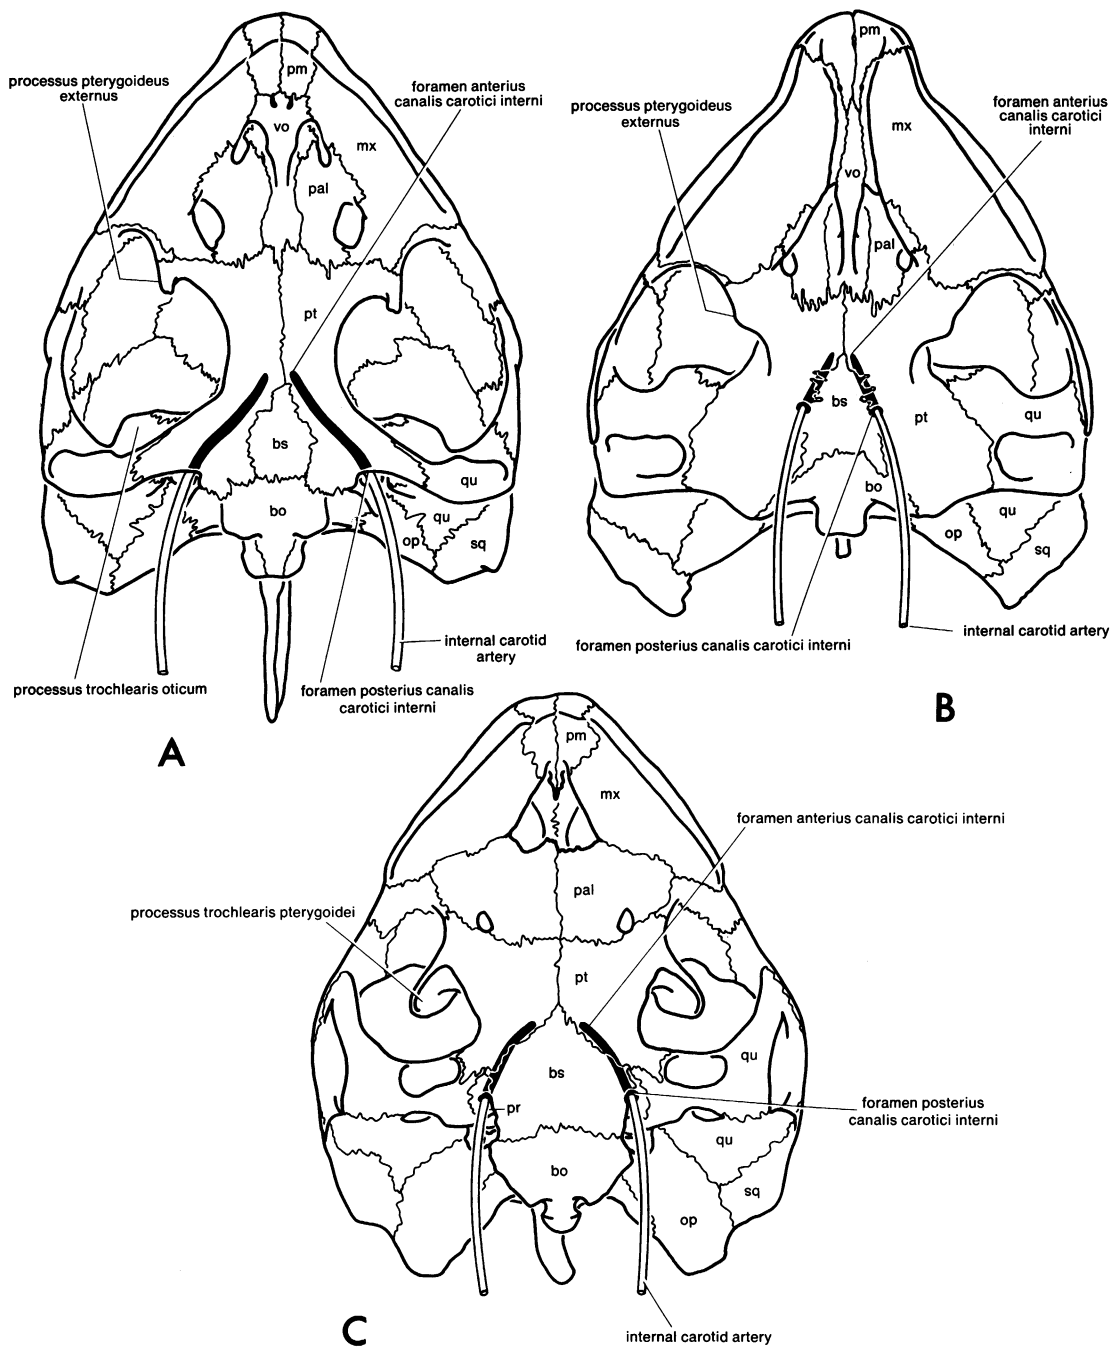 processus pterygoideus
externus
foramen anterius
canalis carotici interni
pm
vo
mx
pal
pt
bs
bo
qu
qu
op
sq
internal carotid
artery
processus trochlearis oticum
foramen posterius canalis
carotici interni
A
processus pterygoideus
externus
foramen anterius
canalis carotici
interni
pm
mx
vo
pal
bs
pt
qu
bo
qu
op
sq
foramen posterius canalis carotici interni
internal carotid artery
B
pm
mx
foramen anterius canalis carotici interni
pal
processus trochlearis pterygoidei
pt
qu
bs
pr
foramen posterius
canalis carotici interni
qu
bo
sq
op
internal carotid artery
C